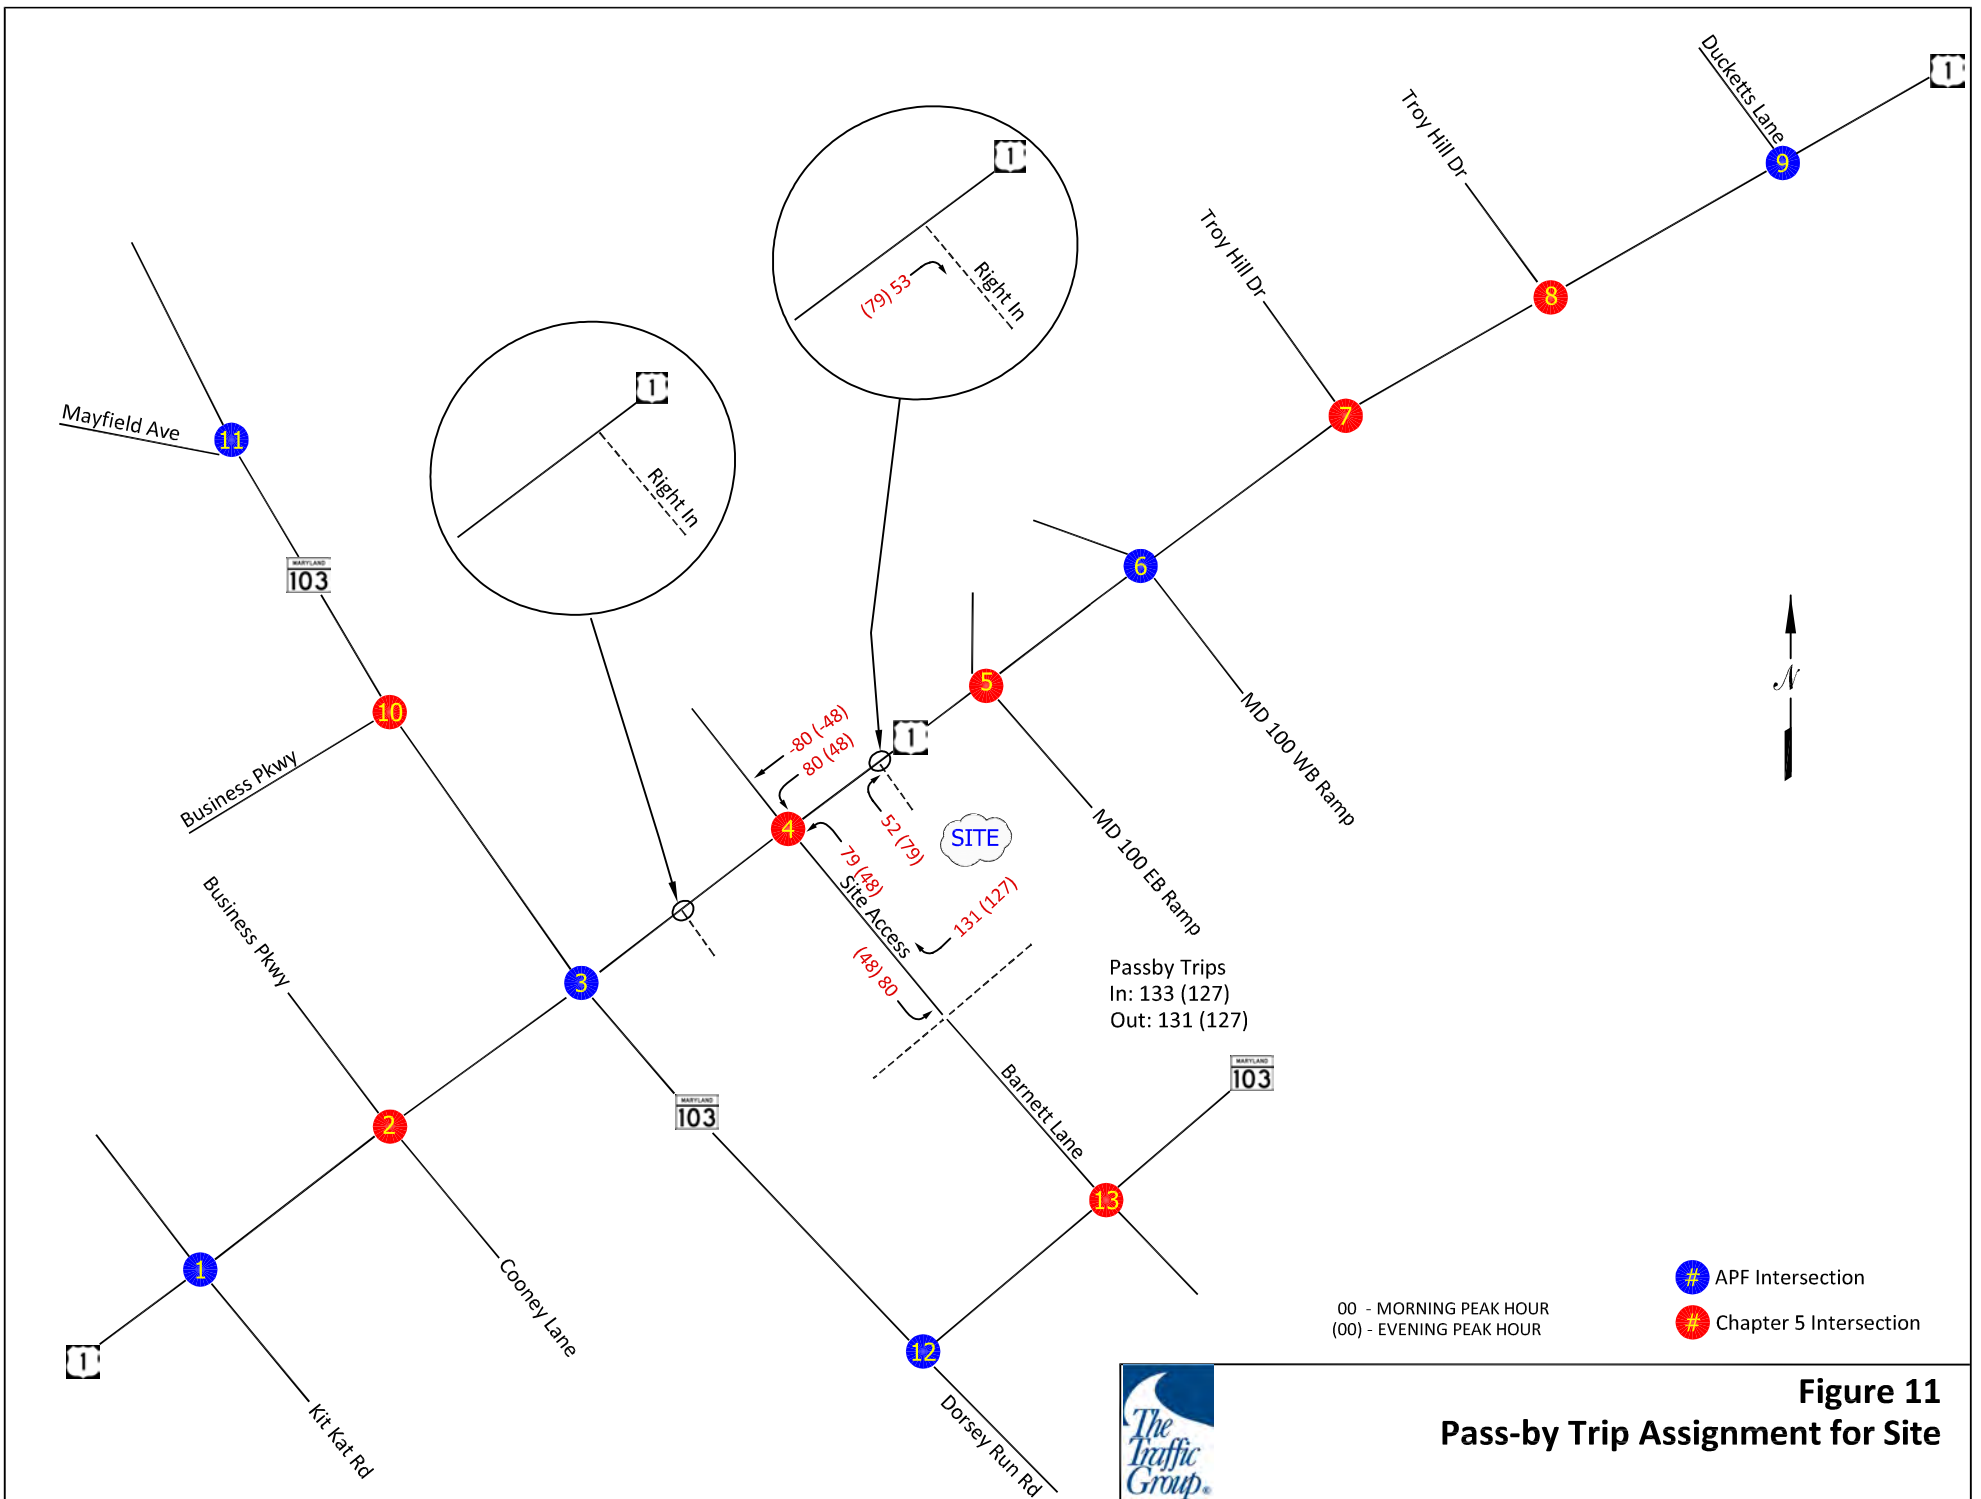 Ducketts Lane
1
9
Troy Hill Dr
8
Troy Hill Dr
7
1
Right In
(79) 53
1
Right In
Mayfield Ave
11
MARYLAND
103
6
MD 100 WB Ramp
5
MD 100 EB Ramp
N
10
Business Pkwy
-80 (-48)
80 (48)
1
4
52 (79)
SITE
79 (48)
Site Access
131 (127)
(48) 80
Business Pkwy
3
Passby Trips
In: 133 (127)
Out: 131 (127)
MARYLAND
103
MARYLAND
103
Barnett Lane
2
13
Cooney Lane
1
1
Kit Kat Rd
12
Dorsey Run Rd
00 - MORNING PEAK HOUR
(00) - EVENING PEAK HOUR
# APF Intersection
# Chapter 5 Intersection
The
Traffic
Group®
Figure 11
Pass-by Trip Assignment for Site